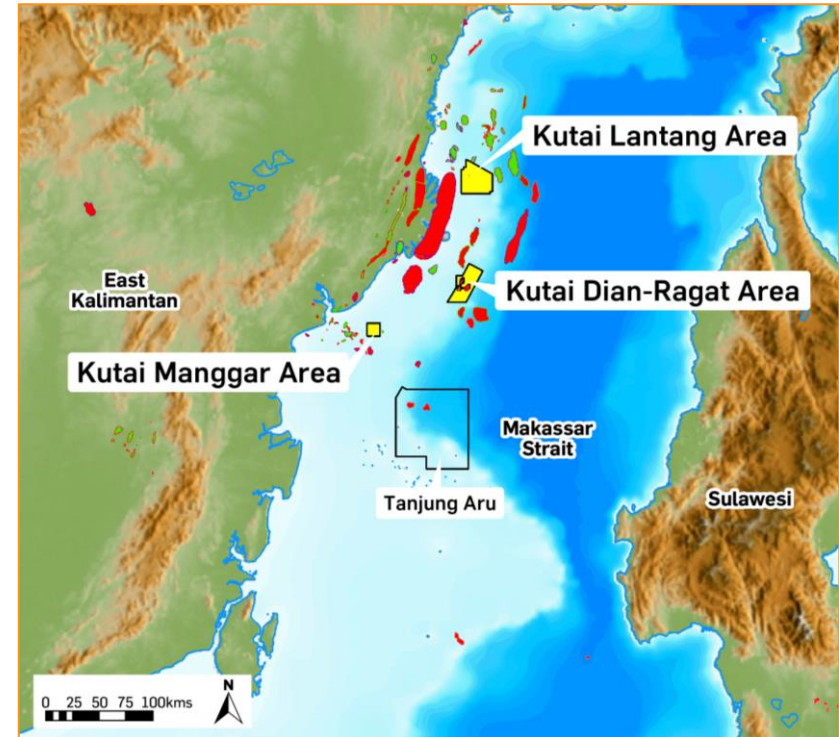 Kutai Lantang Area
East
Kalimantan
Kutai Dian-Ragat Area
Kutai Manggar Area
Makassar
Strait
Sulawesi
Tanjung Aru
N
0 25 50 75 100kms